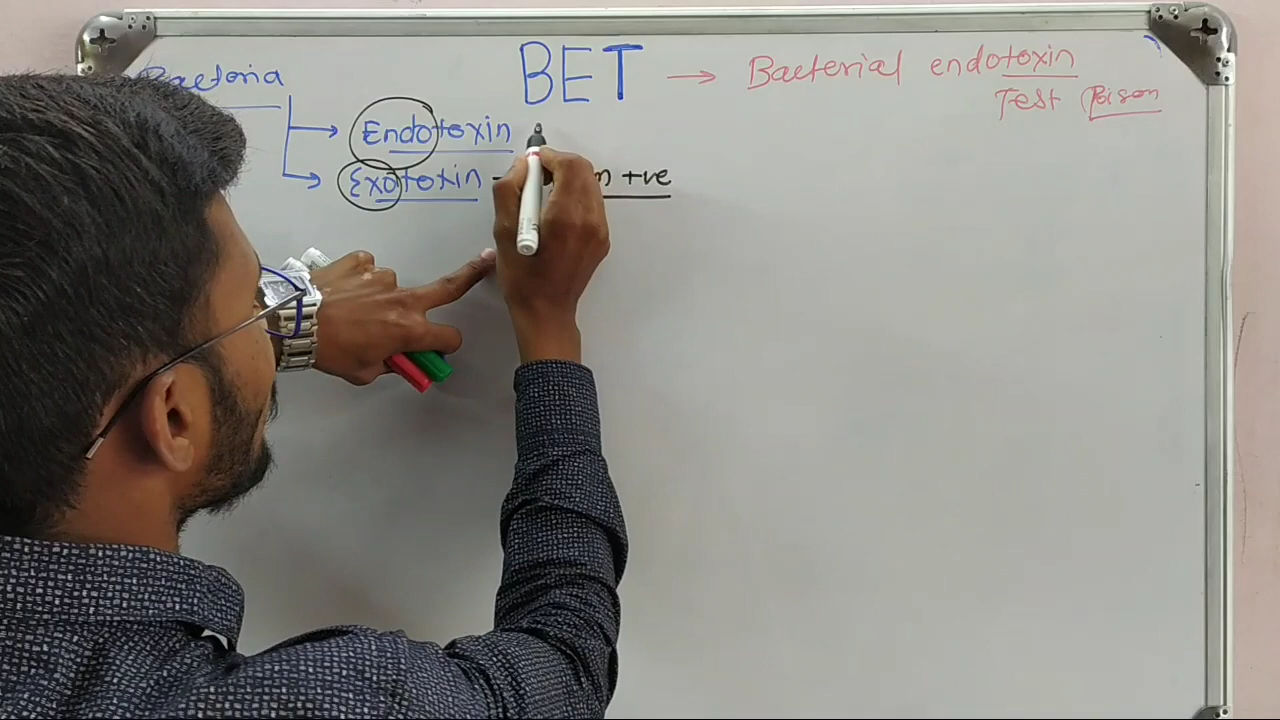 Bacteria
BET → Bacterial endotoxin
Test (Poison
Endotoxin
Exotoxin - +ve